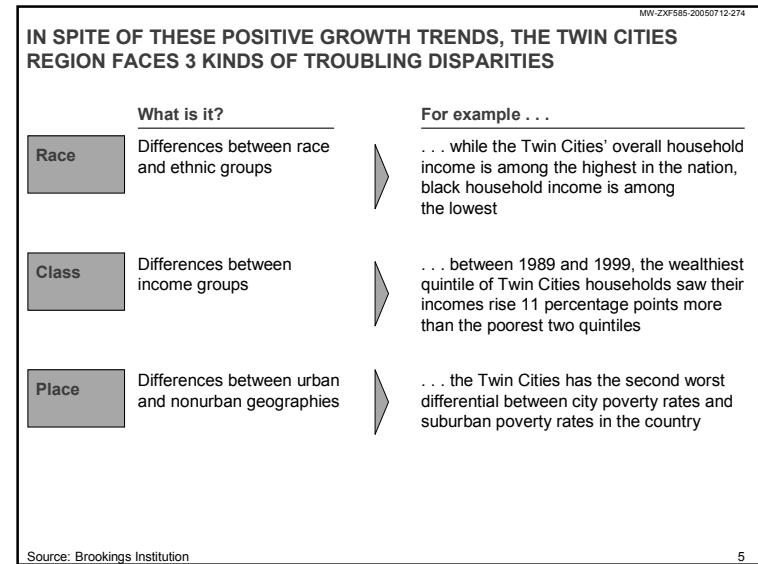 MW-ZXF585-20050712-274
IN SPITE OF THESE POSITIVE GROWTH TRENDS, THE TWIN CITIES
REGION FACES 3 KINDS OF TROUBLING DISPARITIES
What is it?
For example . . .
Race
Differences between race
and ethnic groups
. . . while the Twin Cities’ overall household
income is among the highest in the nation,
black household income is among
the lowest
Class
Differences between
income groups
. . . between 1989 and 1999, the wealthiest
quintile of Twin Cities households saw their
incomes rise 11 percentage points more
than the poorest two quintiles
Place
Differences between urban
and nonurban geographies
. . . the Twin Cities has the second worst
differential between city poverty rates and
suburban poverty rates in the country
Source: Brookings Institution
5